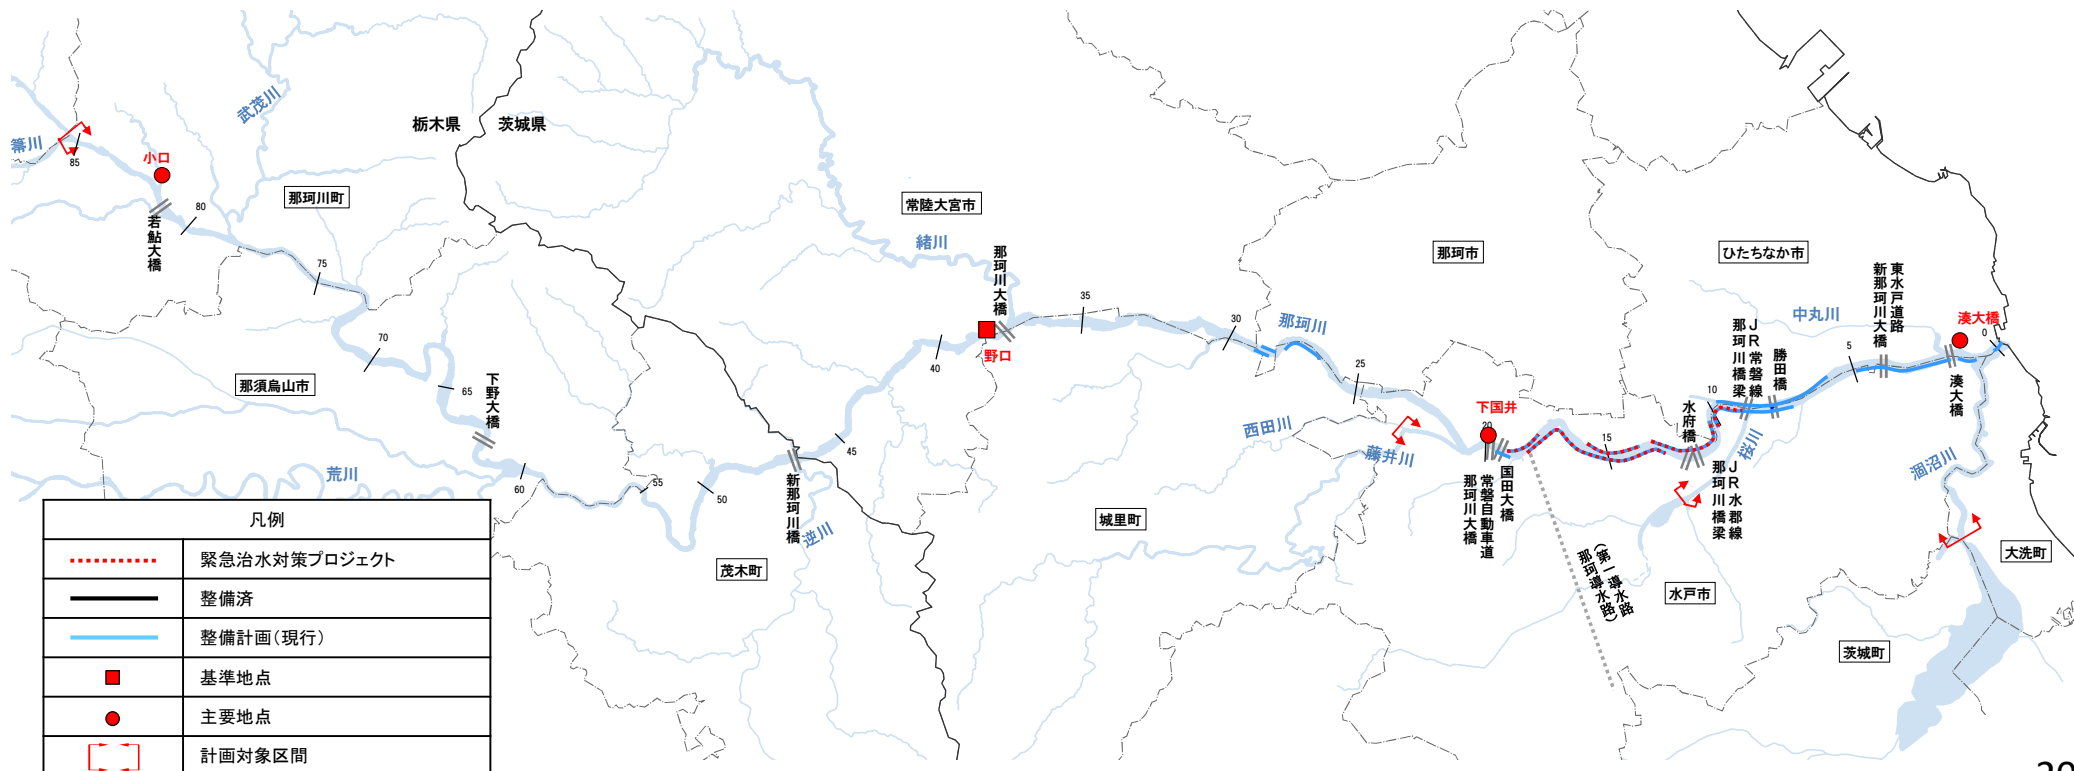 栃木県
茨城県
箒川
武茂川
85
小口
80
若鮎大橋
那珂川町
75
70
那須烏山市
65
下野大橋
荒川
60
55
50
新那珂川橋
逆川
茂木町
45
40
常陸大宮市
緒川
那珂川大橋
野口
35
30
那珂川
城里町
西田川
藤井川
25
那珂市
下国井
20
国田大橋
常磐自動車道
那珂川大橋
15
那珂導水路
(第一導水路)
水府橋
10
JR水郡線
那珂川橋梁
桜川
JR常磐線
那珂川橋梁
勝田橋
水戸市
ひたちなか市
中丸川
5
東水戸道路
新那珂川大橋
湊大橋
湊大橋
0
涸沼川
大洗町
茨城町
凡例
緊急治水対策プロジェクト
整備済
整備計画(現行)
基準地点
主要地点
計画対象区間